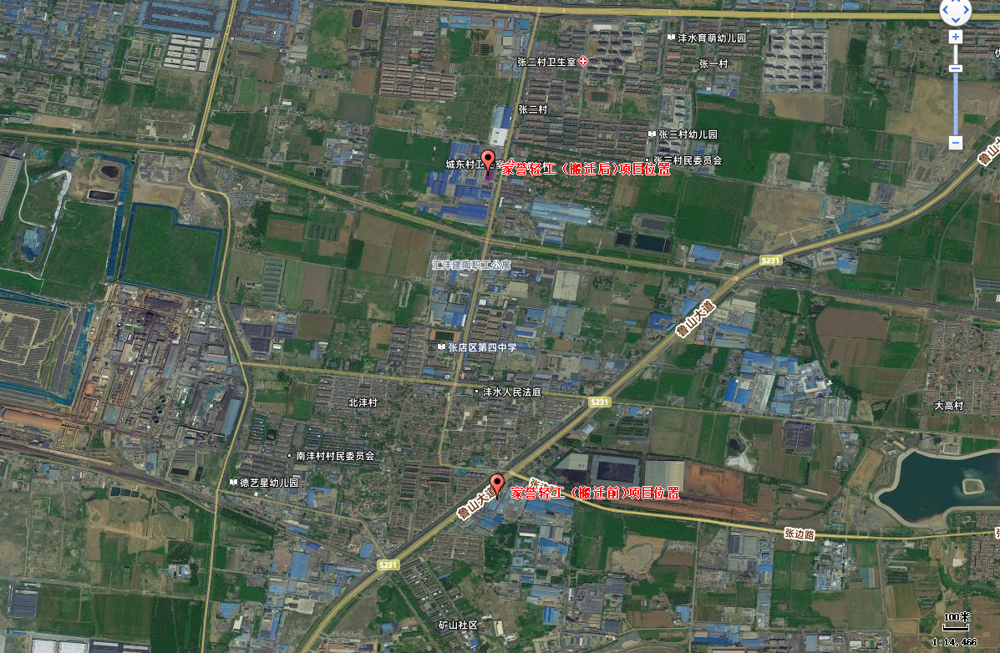 沣水育萌幼儿园
张二村卫生室
张一村
张二村
张三村幼儿园
城东村卫生室
张三村民委员会
家誉轻工（搬迁后)项目位置
鲁山大
S231
汇沣建陶职工公寓
鲁山大道
张店区第四中学
沣水人民法庭
北沣村
S231
大高村
南沣村村民委员会
德艺星幼儿园
家誉轻工（搬迁前)项目位置
鲁山大道
张边路
S231
矿山社区
100米
1:14,466